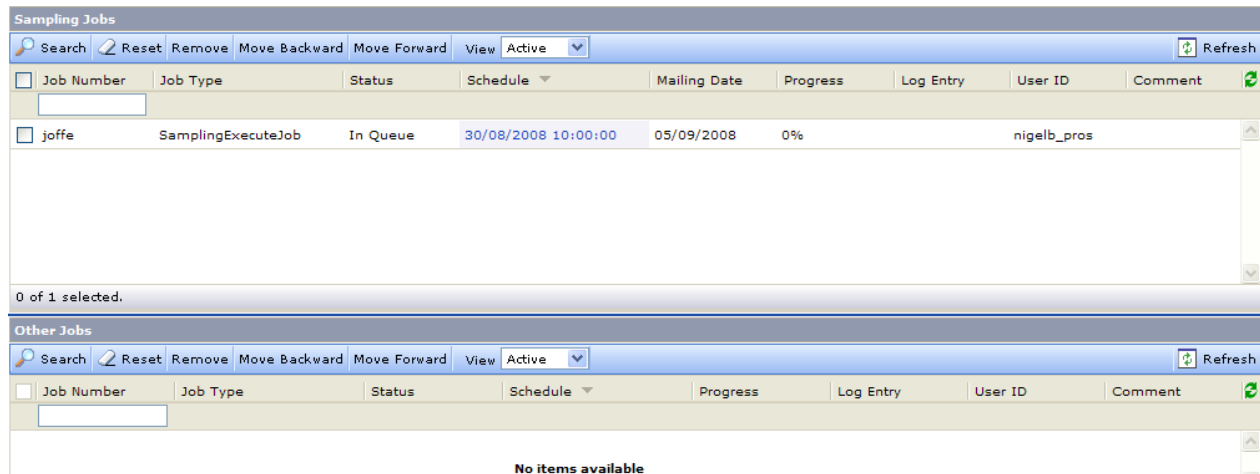 Sampling Jobs
Search Reset Remove Move Backward Move Forward View Active Refresh
Job Number Job Type Status Schedule Mailing Date Progress Log Entry User ID Comment
joffe SamplingExecuteJob In Queue 30/08/2008 10:00:00 05/09/2008 0% nigelb_pros
0 of 1 selected.
Other Jobs
Search Reset Remove Move Backward Move Forward View Active Refresh
Job Number Job Type Status Schedule Progress Log Entry User ID Comment
No items available